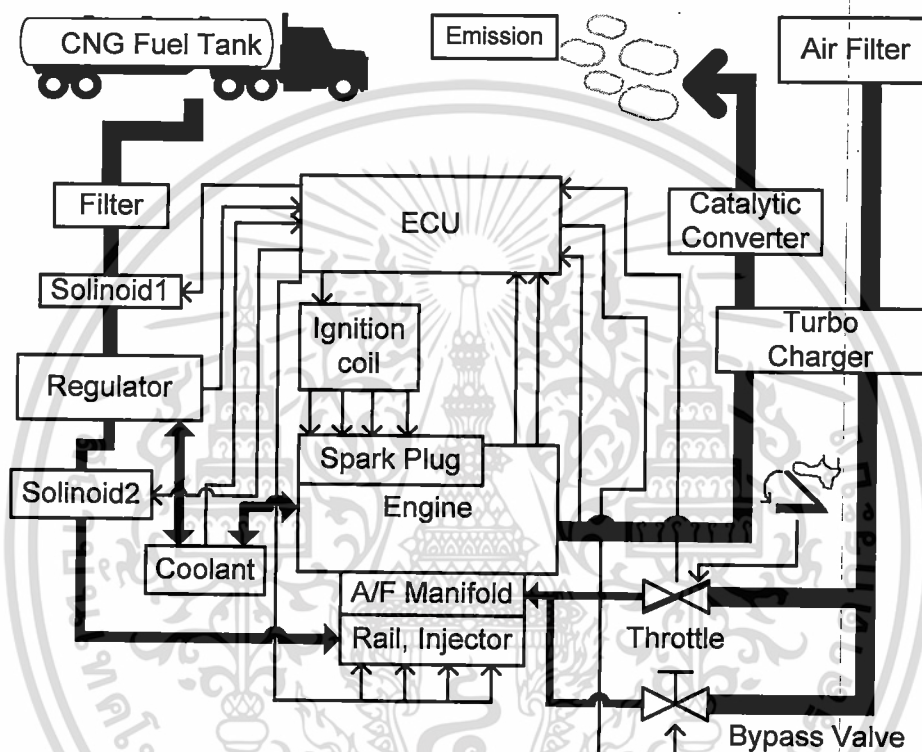 CNG Fuel Tank
Emission
Air Filter
Filter
ECU
Catalytic
Converter
Solinoid1
Ignition
coil
Turbo
Charger
Regulator
Spark Plug
Solinoid2
Engine
Coolant
A/F Manifold
Rail, Injector
Throttle
Bypass Valve